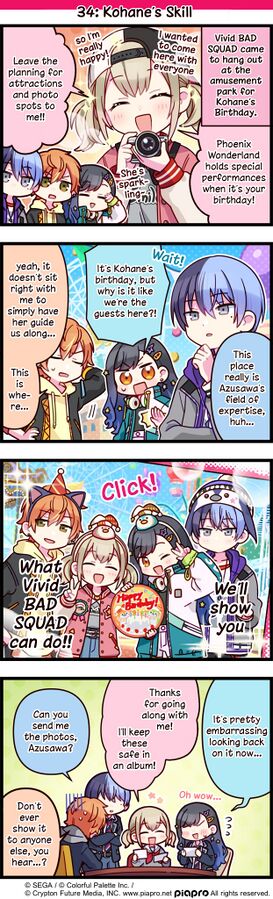 34: Kohane's Skill
Vivid BAD
SQUAD came
to hang out
at the
amusement
park for
Kohane's
Birthday.
Phoenix
Wonderland
holds special
performances
when it's your
birthday!
I wanted to
come here
with
everyone
so I'm
really
happy!
She's
spark-
ling...
Leave the
planning for
attractions
and photo
spots to
me!!
Wait!
It's Kohane's
birthday, but
why is it like
we're the
guests here?!
This
place
really is
Azusawa's
field of
expertise,
huh...
yeah, it
doesn't sit
right with
me to
simply have
her guide
us along...
This
is
whe-
re...
Click!
Happy
Birthday!
We'll
show
you
What
Vivid
BAD
SQUAD
can do!!
It's pretty
embarrassing
looking back
on it now...
Thanks
for going
along with
me!
I'll keep
these
safe in
an album!
Oh wow...
Can you
send me
the photos,
Azusawa?
Don't
ever
show it
to anyone
else, you
hear...?
© SEGA / © Colorful Palette Inc. /
© Crypton Future Media, INC. www.piapro.net piapro All rights reserved.